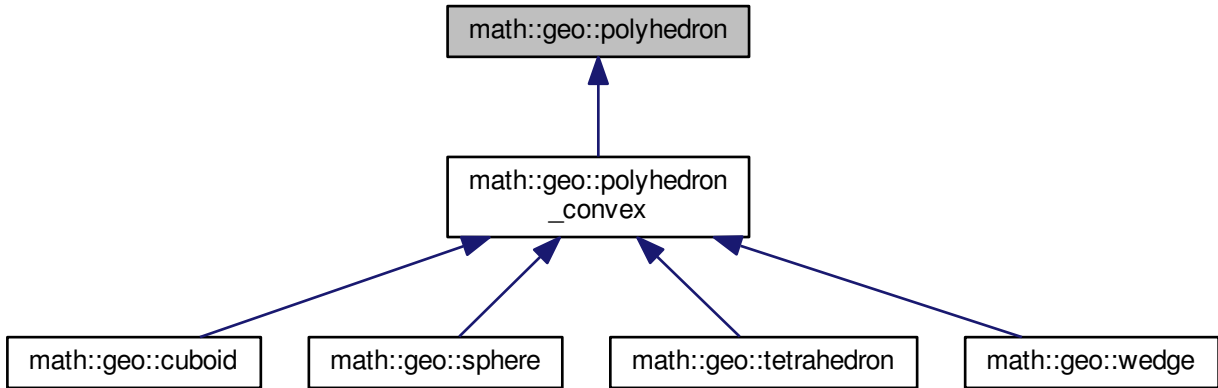 math::geo::polyhedron
math::geo::polyhedron
_convex
math::geo::cuboid
math::geo::sphere
math::geo::tetrahedron
math::geo::wedge